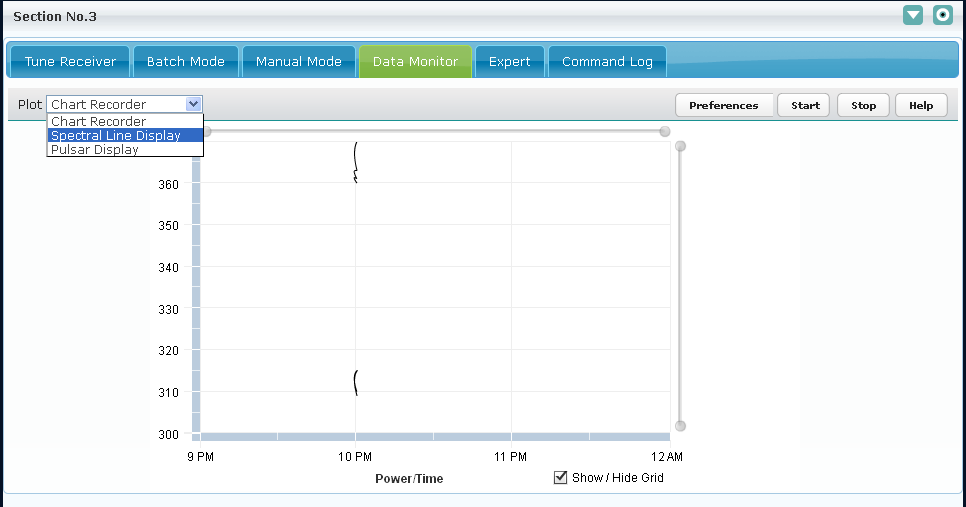 Section No.3
Tune Receiver Batch Mode Manual Mode Data Monitor Expert Command Log
Plot Chart Recorder Preferences Start Stop Help
Chart Recorder
Spectral Line Display
Pulsar Display
360
350
340
330
320
310
300
9 PM 10 PM 11 PM 12 AM
Power/Time Show / Hide Grid